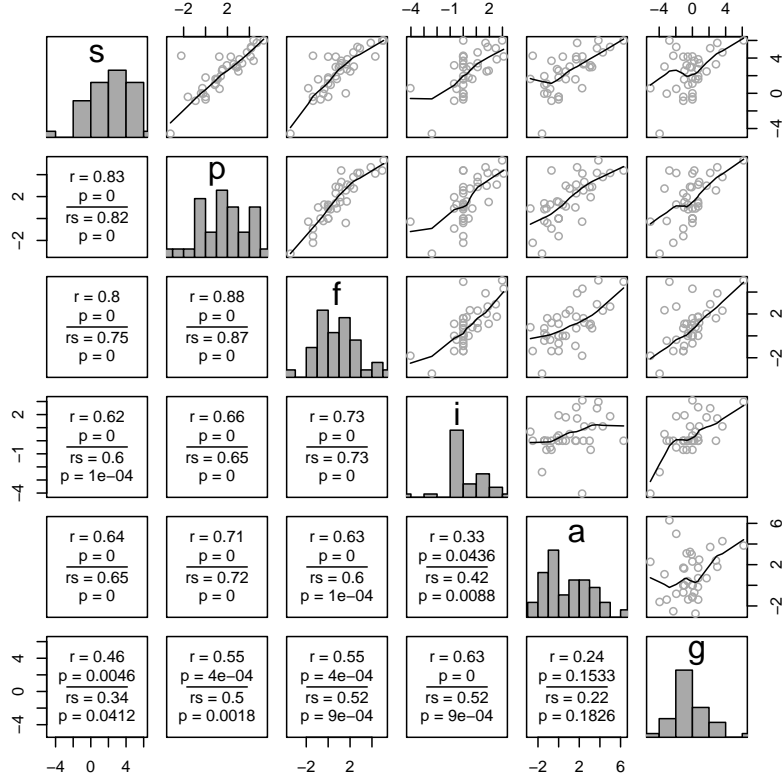 −2 2
−4 −1 2
−4 0 4
s
4
0
−4
2
−2
r = 0.83
p = 0
rs = 0.82
p = 0
p
r = 0.8
p = 0
rs = 0.75
p = 0
r = 0.88
p = 0
rs = 0.87
p = 0
f
2
−2
2
−1
−4
r = 0.62
p = 0
rs = 0.6
p = 1e−04
r = 0.66
p = 0
rs = 0.65
p = 0
r = 0.73
p = 0
rs = 0.73
p = 0
i
r = 0.64
p = 0
rs = 0.65
p = 0
r = 0.71
p = 0
rs = 0.72
p = 0
r = 0.63
p = 0
rs = 0.6
p = 1e−04
r = 0.33
p = 0.0436
rs = 0.42
p = 0.0088
a
6
2
−2
4
0
−4
r = 0.46
p = 0.0046
rs = 0.34
p = 0.0412
r = 0.55
p = 4e−04
rs = 0.5
p = 0.0018
r = 0.55
p = 4e−04
rs = 0.52
p = 9e−04
r = 0.63
p = 0
rs = 0.52
p = 9e−04
r = 0.24
p = 0.1533
rs = 0.22
p = 0.1826
g
−4 0 4
−2 2
−2 2 6